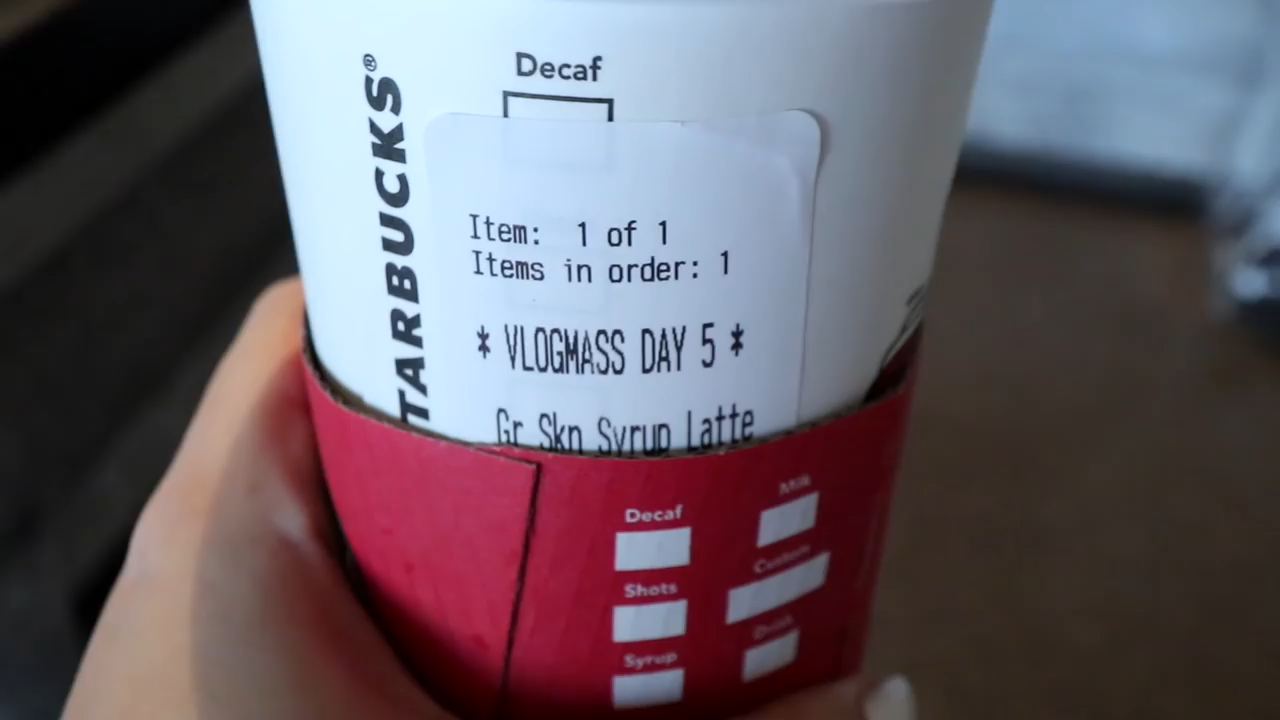 Decaf
TARBUCKS®
Item: 1 of 1
Items in order: 1
* VLOGMASS DAY 5 *
Gr Skn Syrup Latte
Decaf
Milk
Shots
Custom
Syrup
Drink